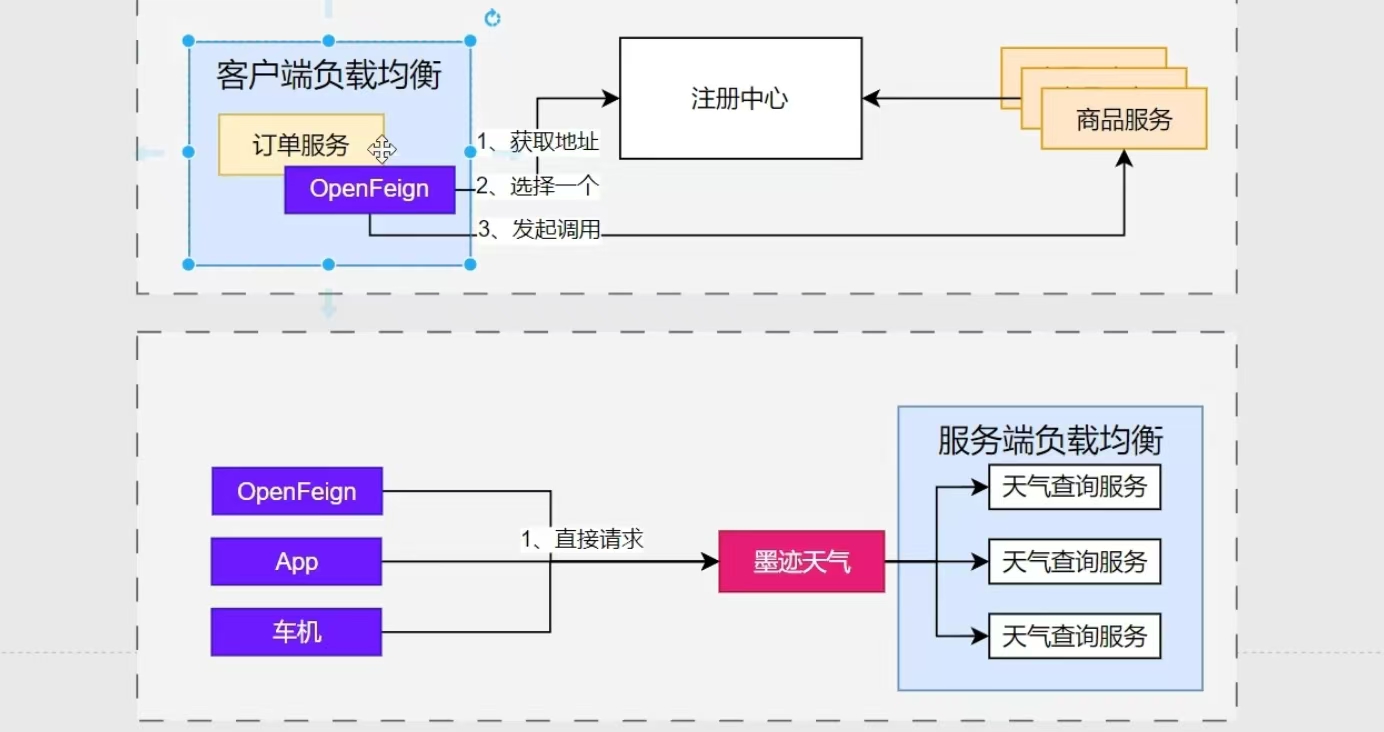 客户端负载均衡
订单服务
OpenFeign
1、获取地址
2、选择一个
3、发起调用
注册中心
商品服务
OpenFeign
App
车机
1、直接请求
墨迹天气
服务端负载均衡
天气查询服务
天气查询服务
天气查询服务